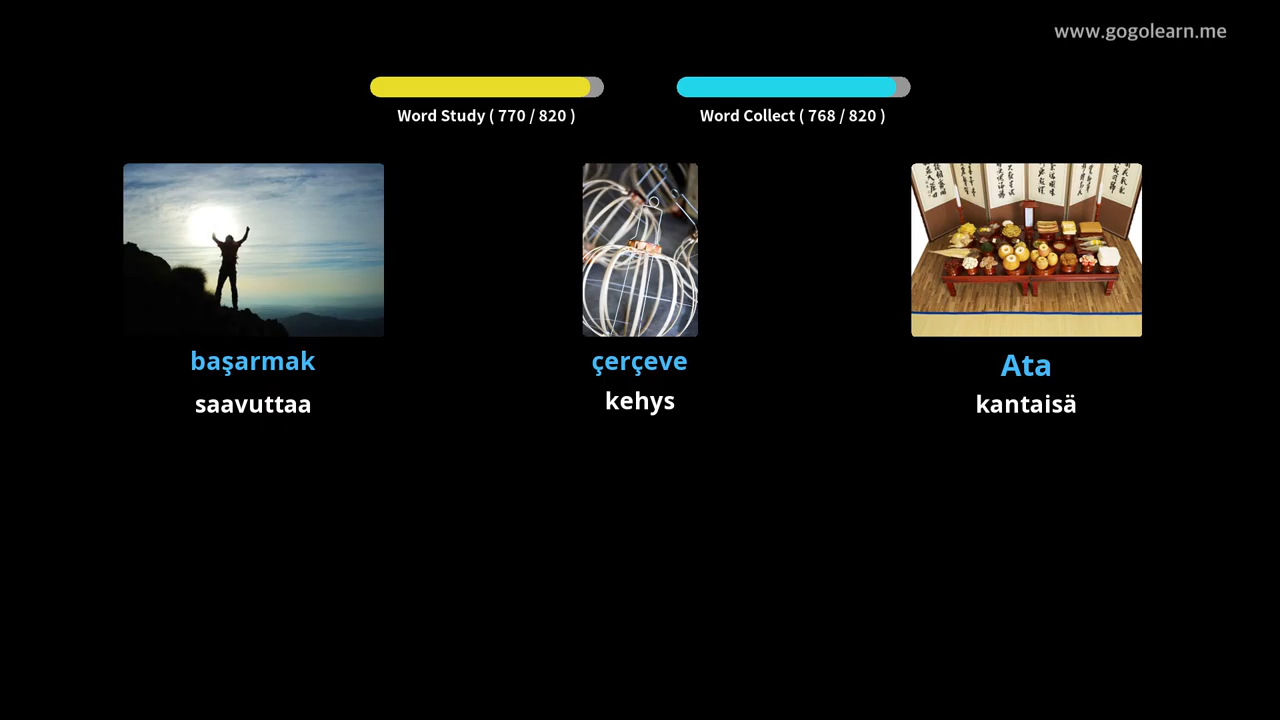 www.gogolearn.me
Word Study ( 770 / 820 )
Word Collect ( 768 / 820 )
başarmak
çerçeve
Ata
saavuttaa
kehys
kantaisä